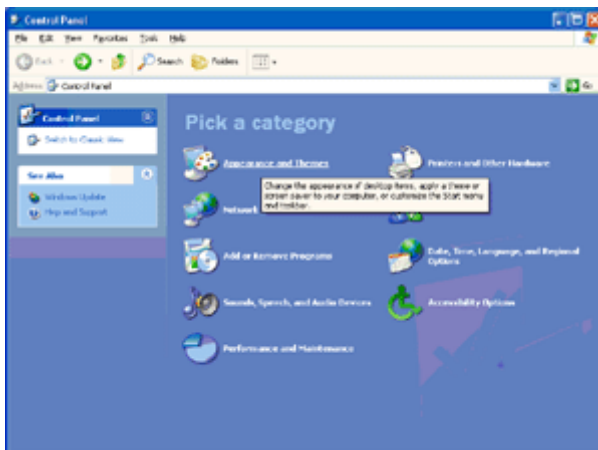 Control Panel
File Edit View Favorites Tools Help
Back Search Folders
Address Control Panel Go
Control Panel
Switch to Classic View
See Also
Windows Update
Help and Support
Pick a category
Appearance and Themes
Printers and Other Hardware
Change the appearance of desktop items, apply a theme or
screen saver to your computer, or customize the Start menu
and taskbar.
Network
Add or Remove Programs
Date, Time, Language, and Regional
Options
Sounds, Speech, and Audio Devices
Accessibility Options
Performance and Maintenance